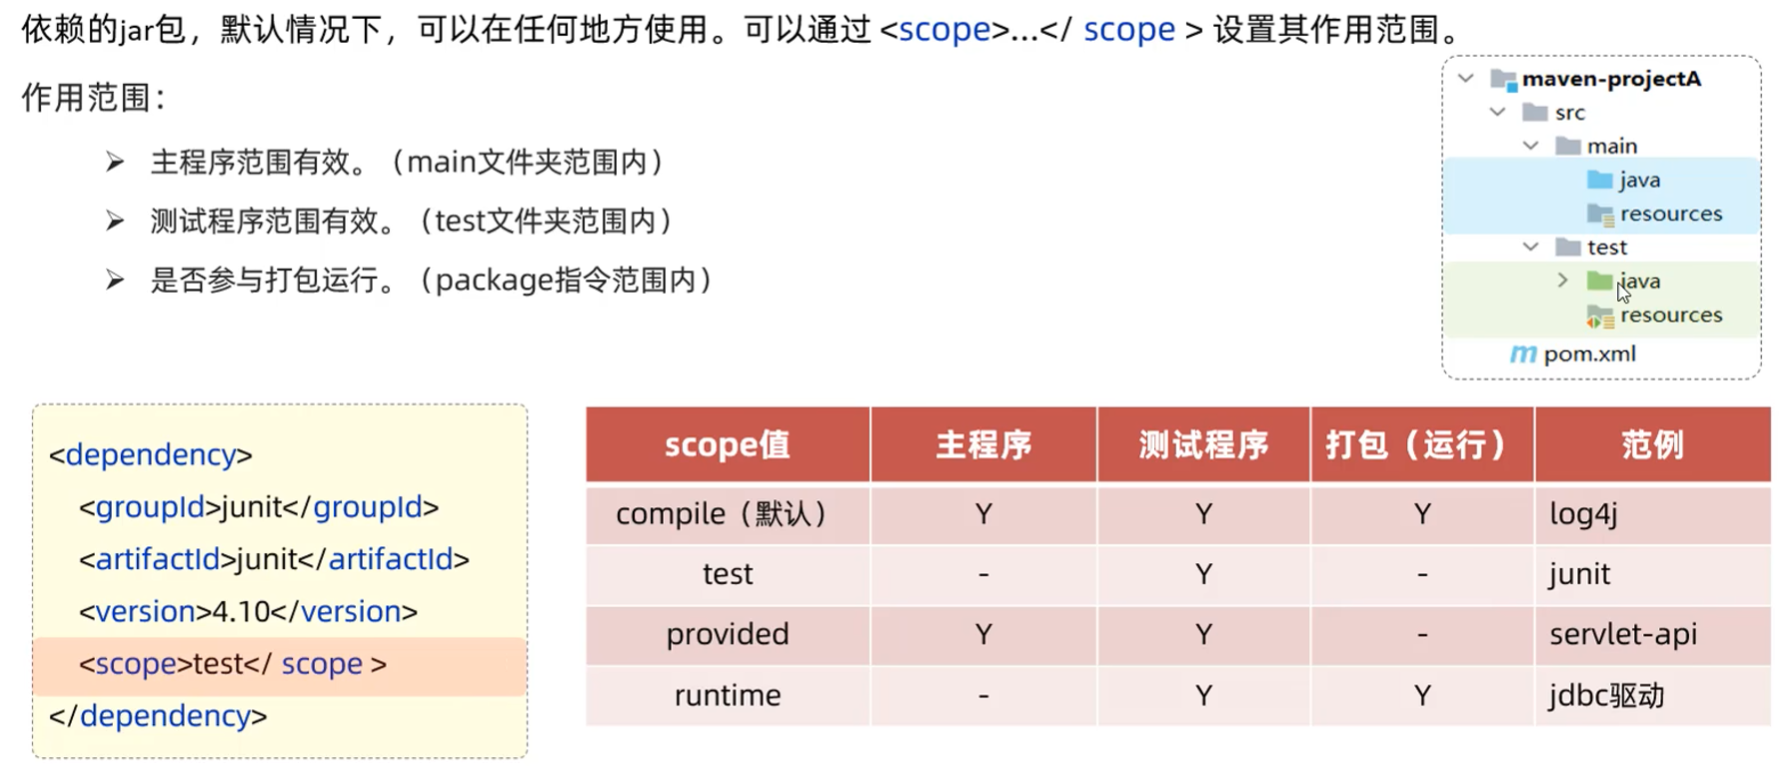 依赖的jar包，默认情况下，可以在任何地方使用。可以通过 <scope>...</ scope > 设置其作用范围。
作用范围：
➢ 主程序范围有效。（main文件夹范围内）
➢ 测试程序范围有效。（test文件夹范围内）
➢ 是否参与打包运行。（package指令范围内）
maven-projectA
src
main
java
resources
test
java
resources
pom.xml
<dependency>
<groupId>junit</groupId>
<artifactId>junit</artifactId>
<version>4.10</version>
<scope>test</ scope >
</dependency>
scope值 主程序 测试程序 打包（运行） 范例
compile（默认） Y Y Y log4j
test - Y - junit
provided Y Y - servlet-api
runtime - Y Y jdbc驱动